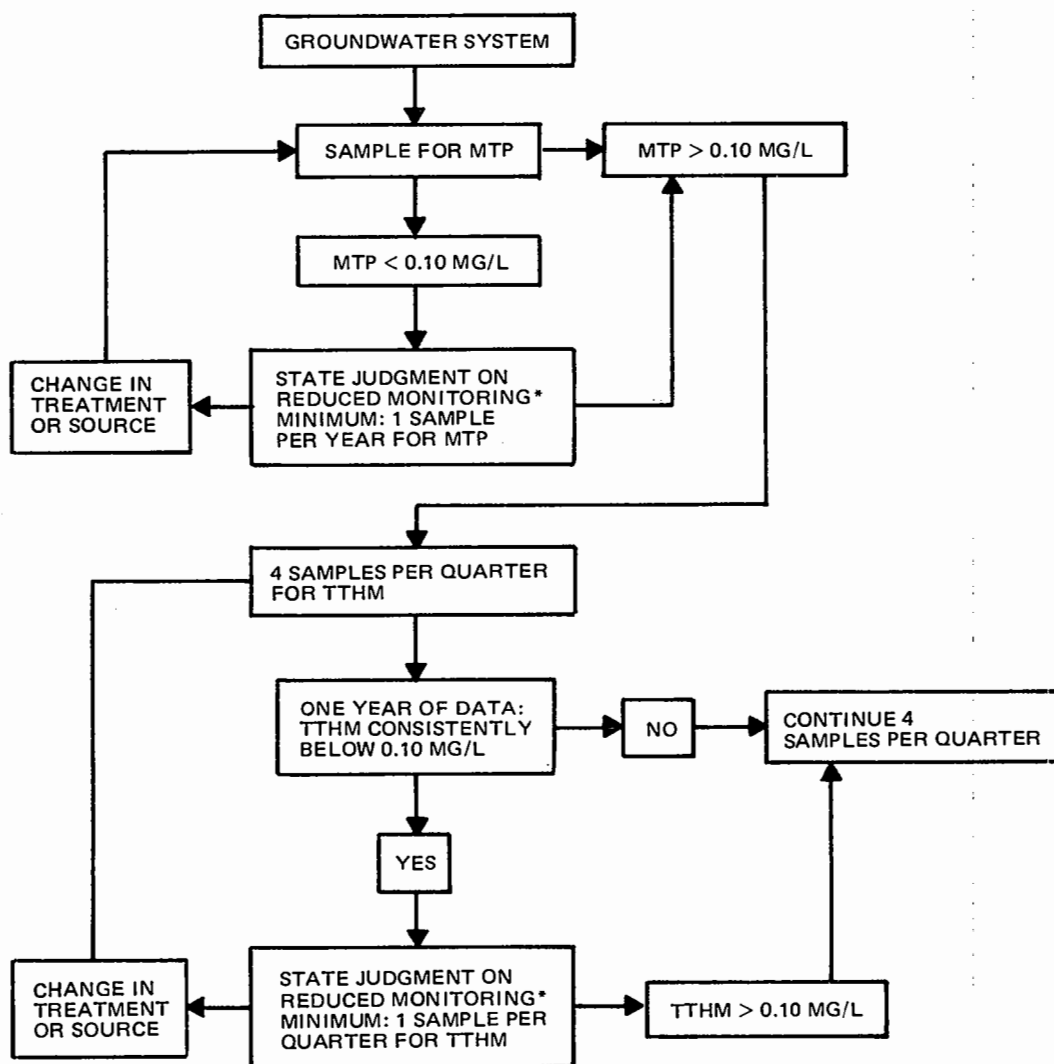 GROUNDWATER SYSTEM
SAMPLE FOR MTP
MTP > 0.10 MG/L
MTP < 0.10 MG/L
CHANGE IN
TREATMENT
OR SOURCE
STATE JUDGMENT ON
REDUCED MONITORING*
MINIMUM: 1 SAMPLE
PER YEAR FOR MTP
4 SAMPLES PER QUARTER
FOR TTHM
ONE YEAR OF DATA:
TTHM CONSISTENTLY
BELOW 0.10 MG/L
NO
CONTINUE 4
SAMPLES PER QUARTER
YES
CHANGE IN
TREATMENT
OR SOURCE
STATE JUDGMENT ON
REDUCED MONITORING*
MINIMUM: 1 SAMPLE PER
QUARTER FOR TTHM
TTHM > 0.10 MG/L